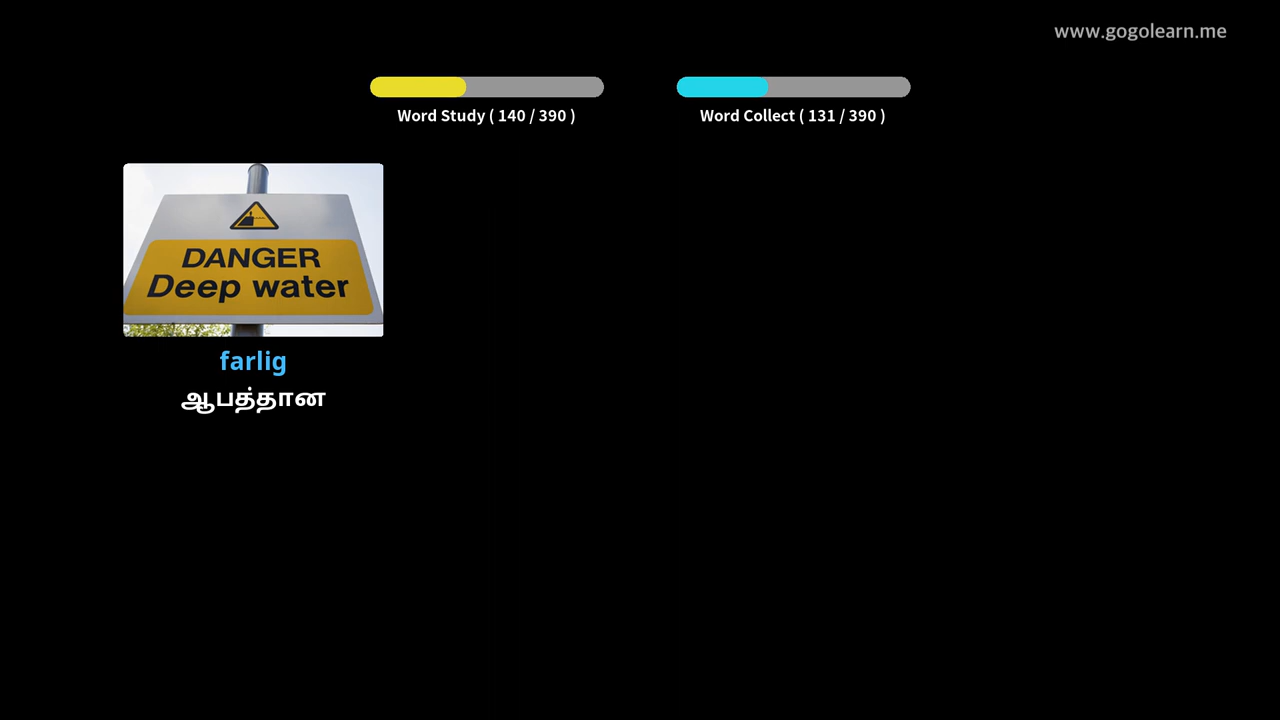 www.gogolearn.me
Word Study ( 140 / 390 )
Word Collect ( 131 / 390 )
DANGER
Deep water
farlig
ஆபத்தான